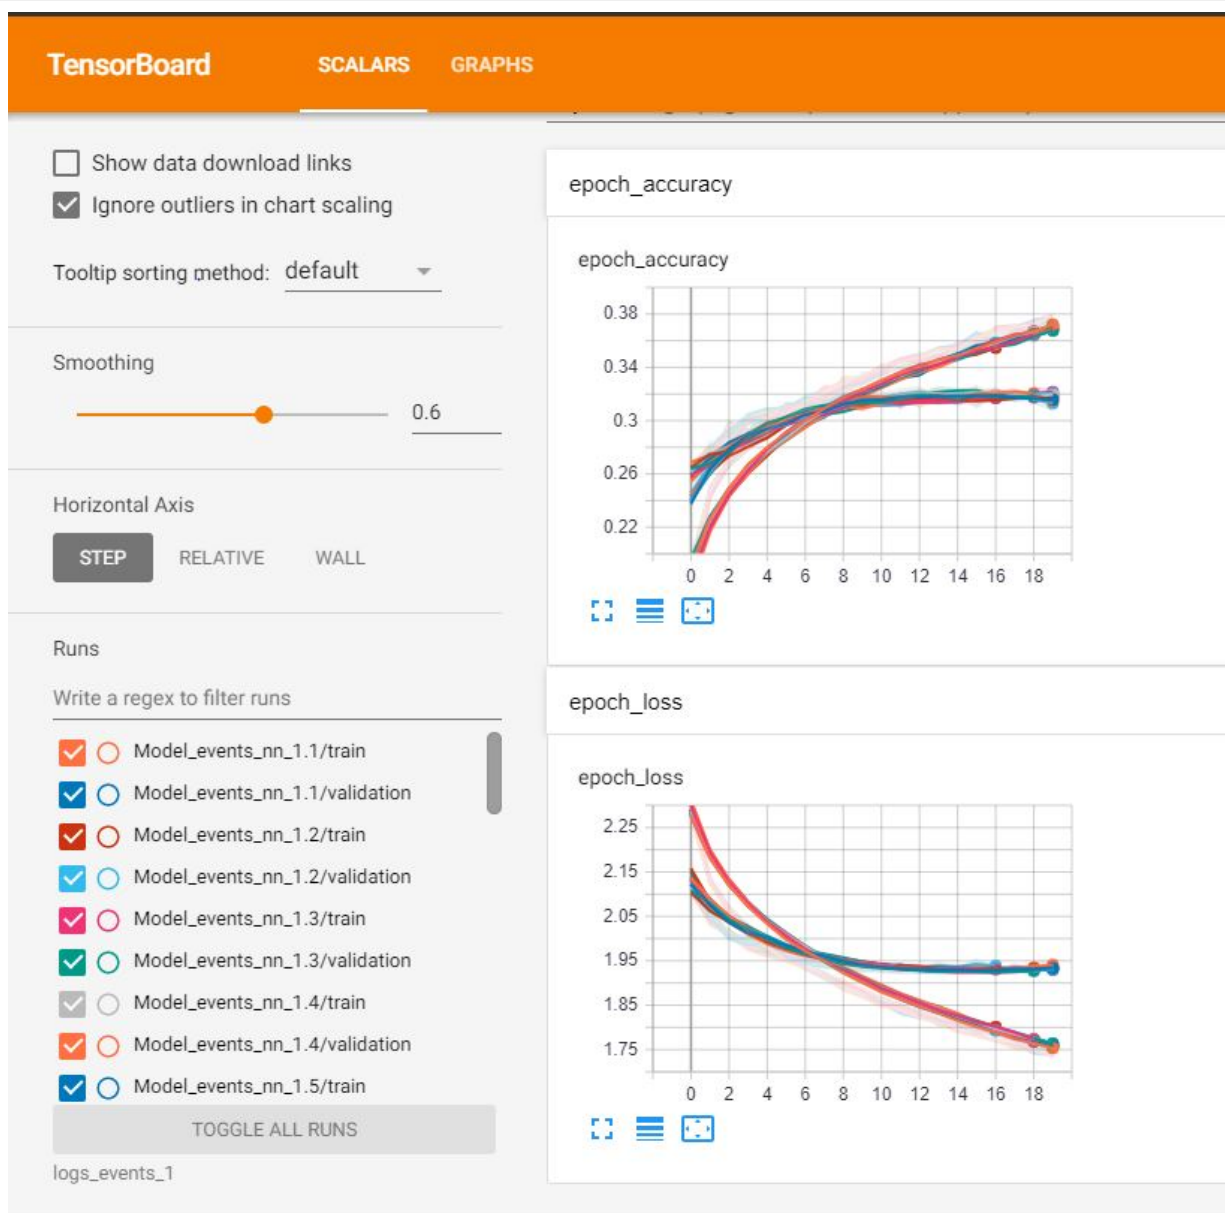 TensorBoard
SCALARS
GRAPHS
Show data download links
Ignore outliers in chart scaling
Tooltip sorting method: default
Smoothing
0.6
Horizontal Axis
STEP
RELATIVE
WALL
Runs
Write a regex to filter runs
Model_events_nn_1.1/train
Model_events_nn_1.1/validation
Model_events_nn_1.2/train
Model_events_nn_1.2/validation
Model_events_nn_1.3/train
Model_events_nn_1.3/validation
Model_events_nn_1.4/train
Model_events_nn_1.4/validation
Model_events_nn_1.5/train
TOGGLE ALL RUNS
logs_events_1
epoch_accuracy
epoch_accuracy
0.38
0.34
0.3
0.26
0.22
0 2 4 6 8 10 12 14 16 18
epoch_loss
epoch_loss
2.25
2.15
2.05
1.95
1.85
1.75
0 2 4 6 8 10 12 14 16 18